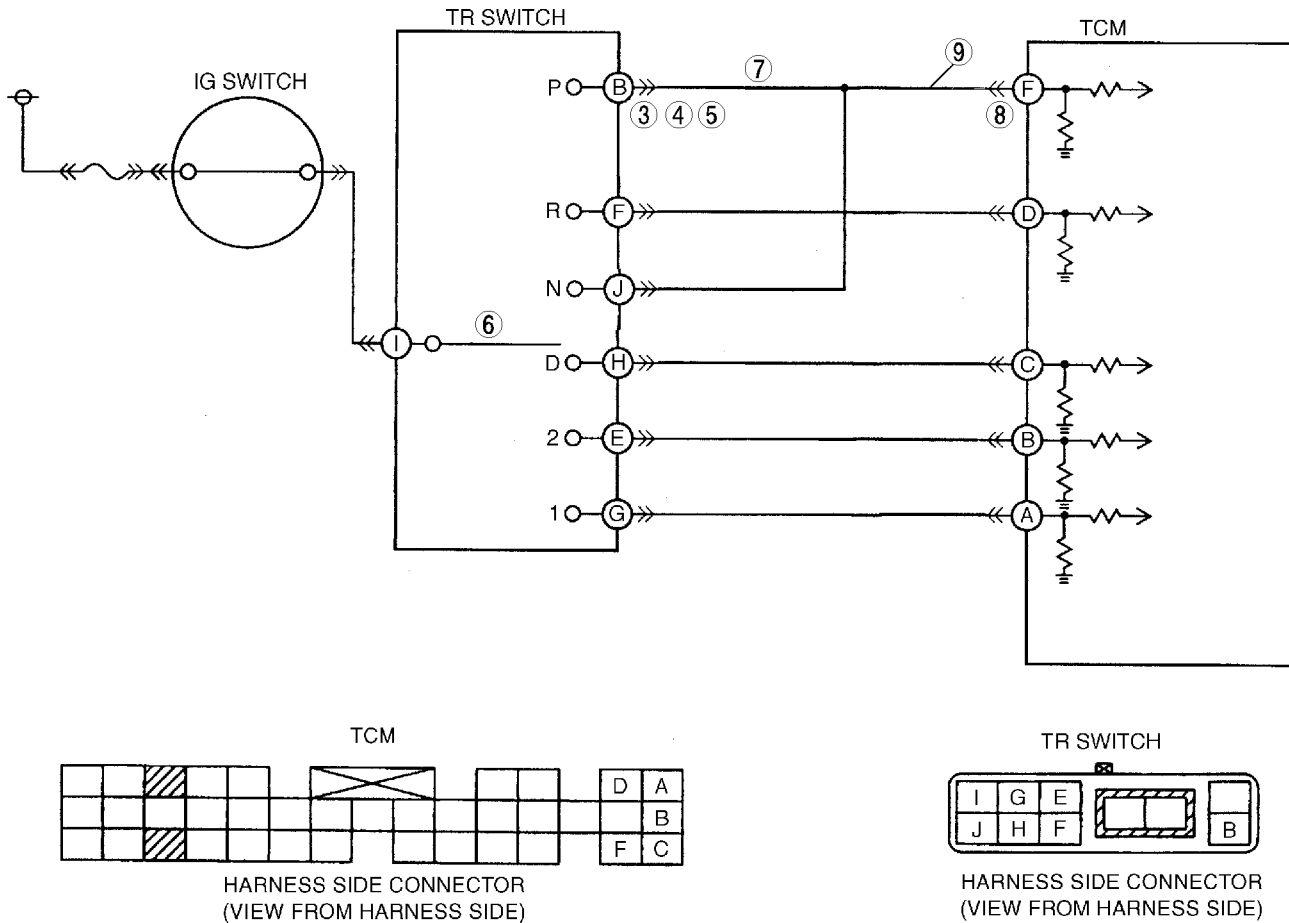 TR SWITCH
TCM
IG SWITCH
P B 7 9 F
3 4 5 8
R F D
N J
I 6
D H C
2 E B
1 G A
TCM
D A
B
F C
HARNESS SIDE CONNECTOR
(VIEW FROM HARNESS SIDE)
TR SWITCH
I G E
J H F B
HARNESS SIDE CONNECTOR
(VIEW FROM HARNESS SIDE)